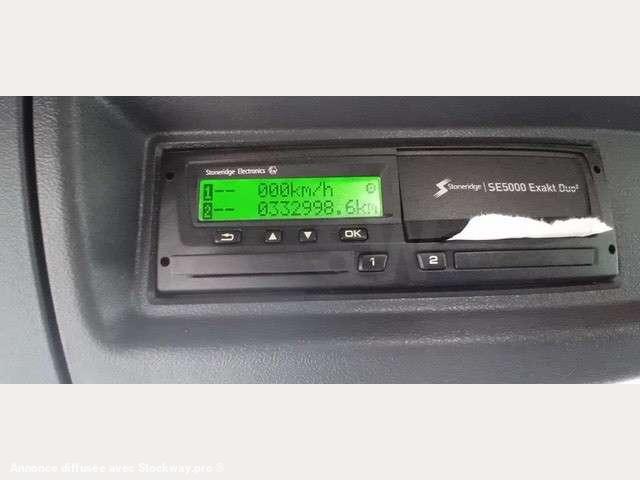 Stoneridge Electronics Ex
1 -- 000km/h
2 -- 0332998.6km
Stoneridge | SE5000 Exakt Duo²
OK
1
2
Annonce diffusée avec Stockway.pro ®